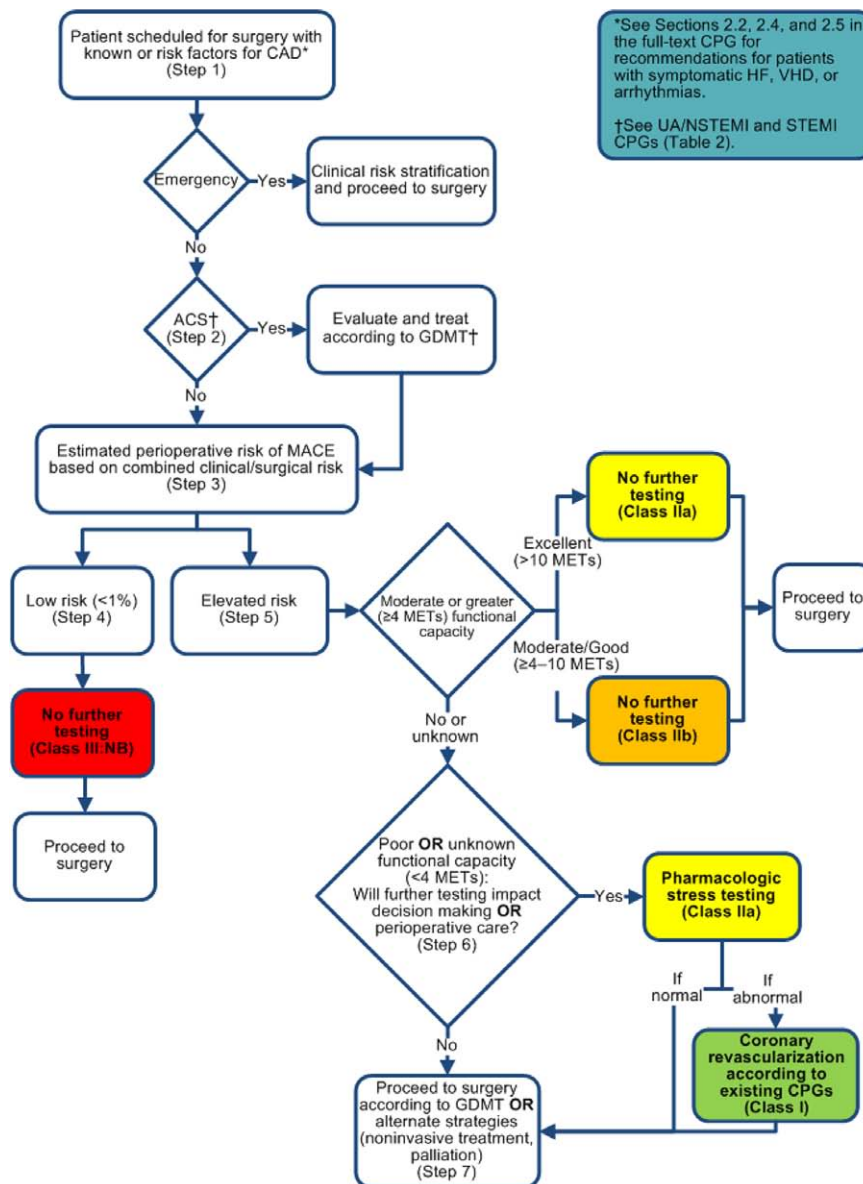 Patient scheduled for surgery with
known or risk factors for CAD*
(Step 1)
*See Sections 2.2, 2.4, and 2.5 in
the full-text CPG for
recommendations for patients
with symptomatic HF, VHD, or
arrhythmias.
†See UA/NSTEMI and STEMI
CPGs (Table 2).
Emergency
Yes
Clinical risk stratification
and proceed to surgery
No
ACS†
(Step 2)
Yes
Evaluate and treat
according to GDMT†
No
Estimated perioperative risk of MACE
based on combined clinical/surgical risk
(Step 3)
Low risk (<1%)
(Step 4)
Elevated risk
(Step 5)
No further
testing
(Class III:NB)
Proceed to
surgery
Moderate or greater
(≥4 METs) functional
capacity
Excellent
(>10 METs)
No further
testing
(Class IIa)
Moderate/Good
(≥4–10 METs)
No further
testing
(Class IIb)
Proceed to
surgery
No or
unknown
Poor OR unknown
functional capacity
(<4 METs):
Will further testing impact
decision making OR
perioperative care?
(Step 6)
Yes
Pharmacologic
stress testing
(Class IIa)
If
normal
If
abnormal
Coronary
revascularization
according to
existing CPGs
(Class I)
No
Proceed to surgery
according to GDMT OR
alternate strategies
(noninvasive treatment,
palliation)
(Step 7)